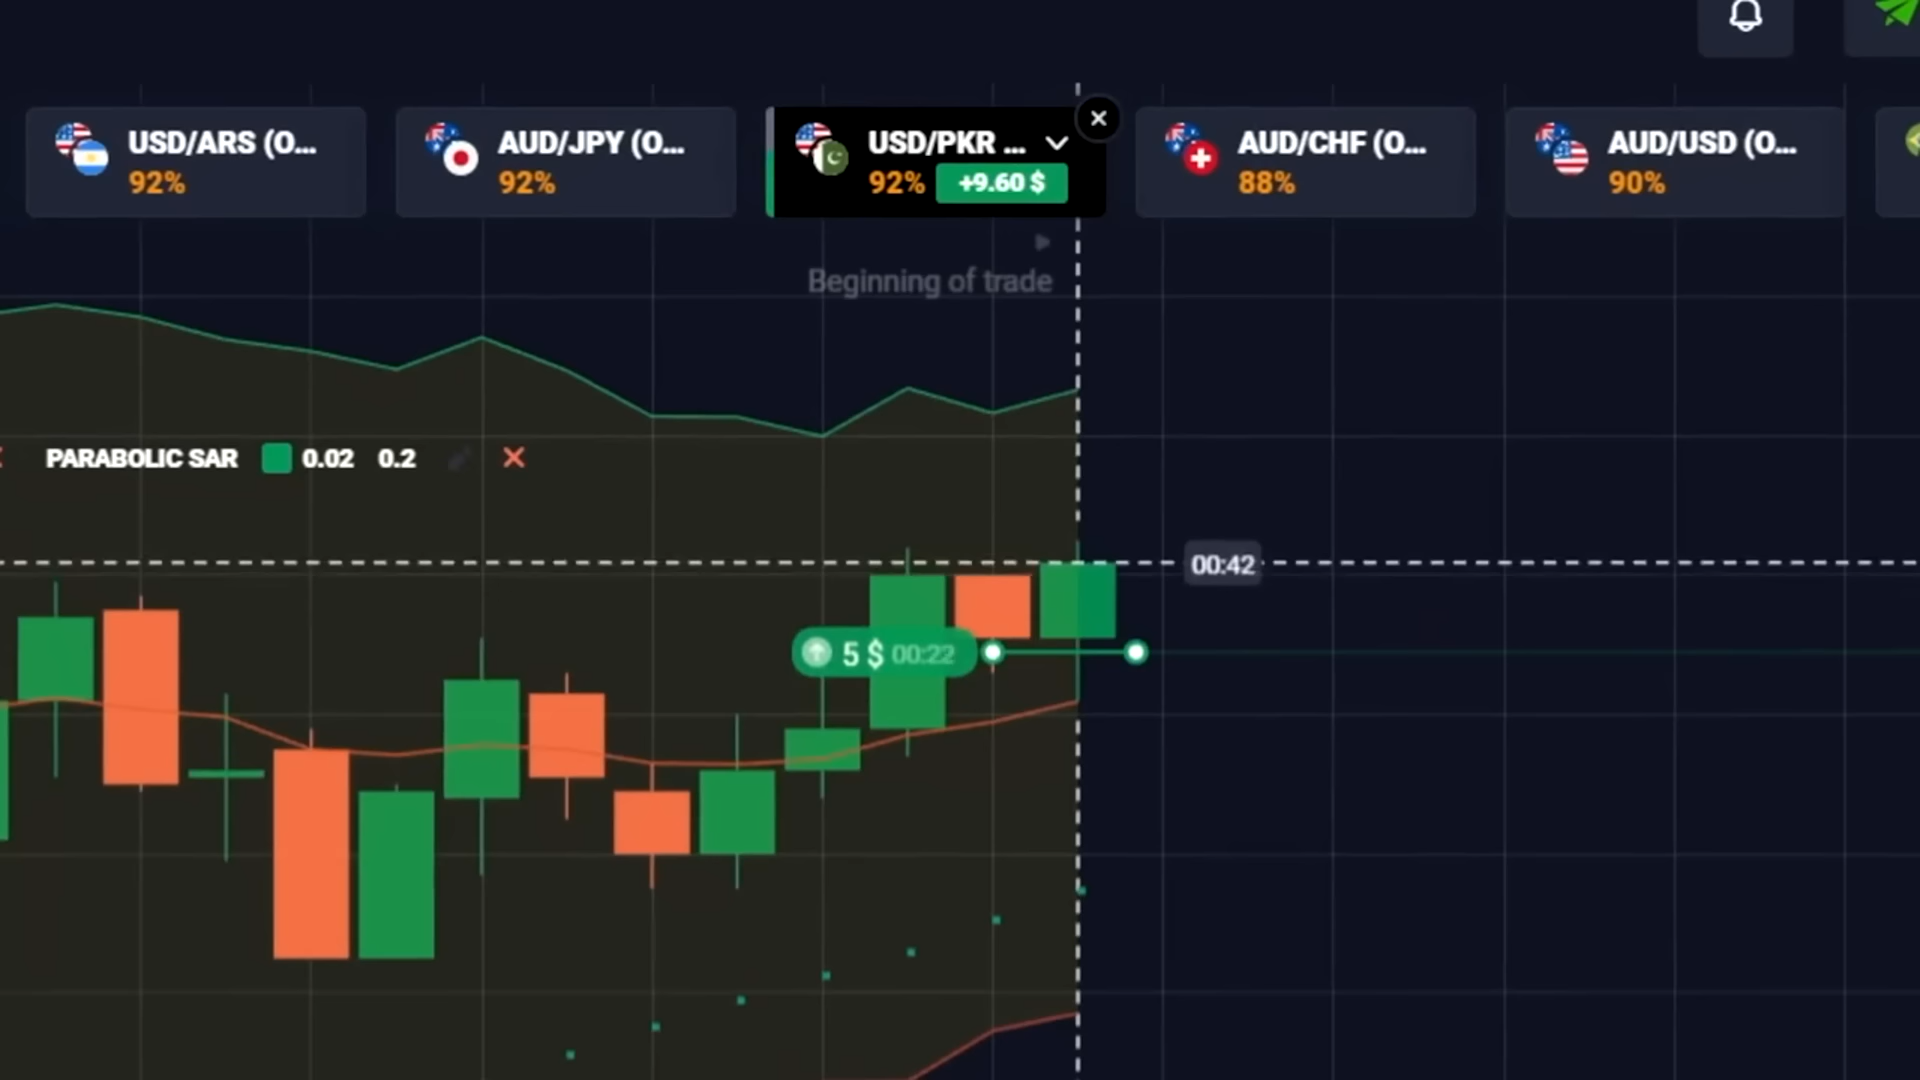 USD/ARS (O...
92%
AUD/JPY (O...
92%
USD/PKR ...
92% +9.60 $
AUD/CHF (O...
88%
AUD/USD (O...
90%
Beginning of trade
PARABOLIC SAR 0.02 0.2
00:42
5 $ 00:22